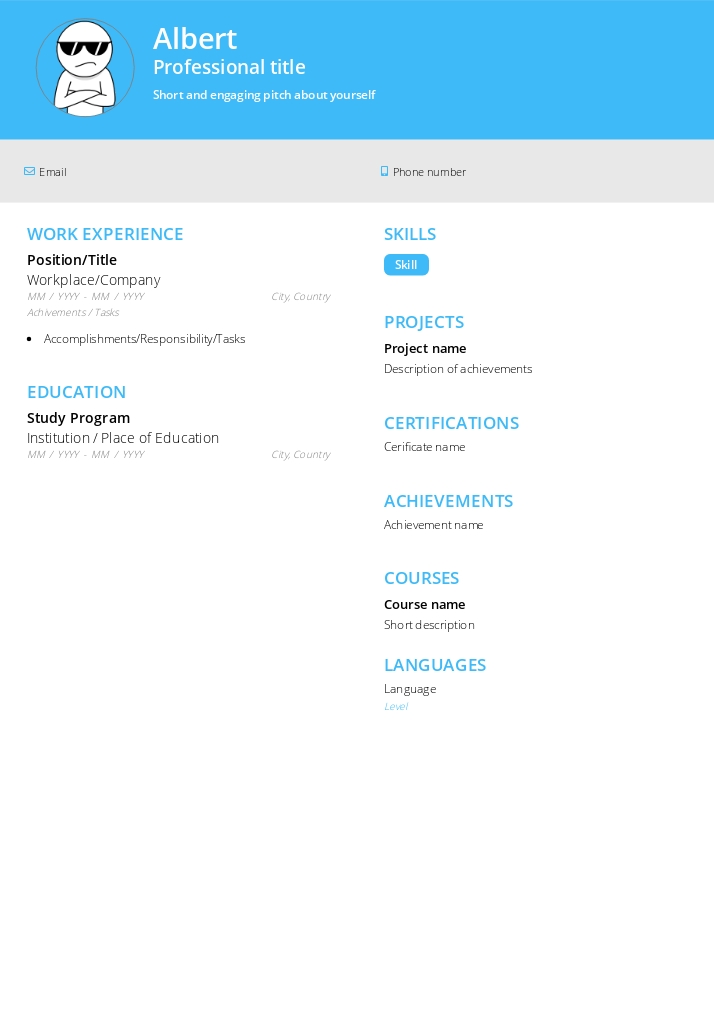 Albert
Professional title
Short and engaging pitch about yourself
Email
Phone number
WORK EXPERIENCE
Position/Title
Workplace/Company
MM / YYYY - MM / YYYY City, Country
Achivements / Tasks
• Accomplishments/Responsibility/Tasks
EDUCATION
Study Program
Institution / Place of Education
MM / YYYY - MM / YYYY City, Country
SKILLS
Skill
PROJECTS
Project name
Description of achievements
CERTIFICATIONS
Cerificate name
ACHIEVEMENTS
Achievement name
COURSES
Course name
Short description
LANGUAGES
Language
Level